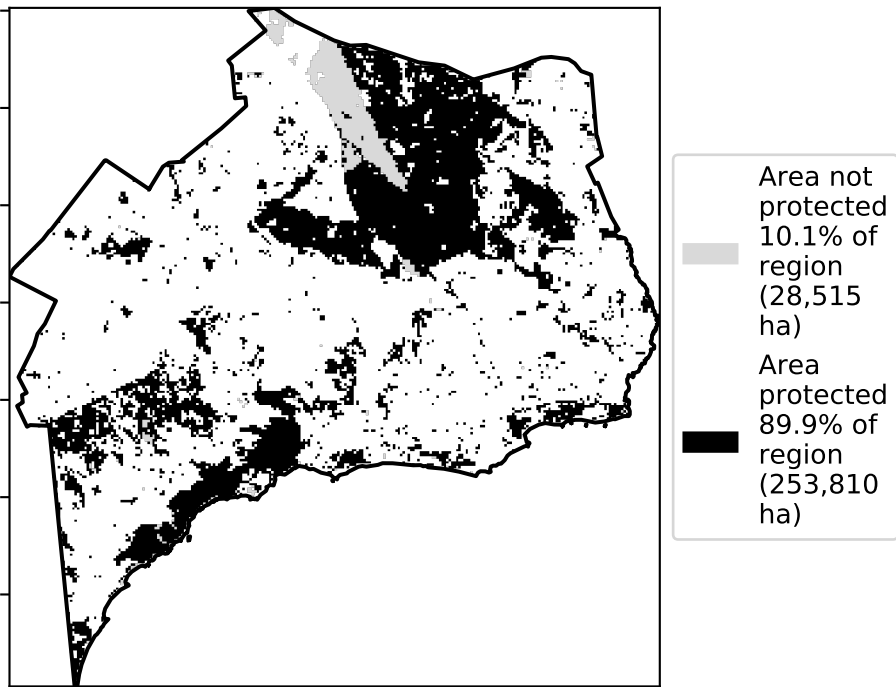 Area not
protected
10.1% of
region
(28,515
ha)
Area
protected
89.9% of
region
(253,810
ha)